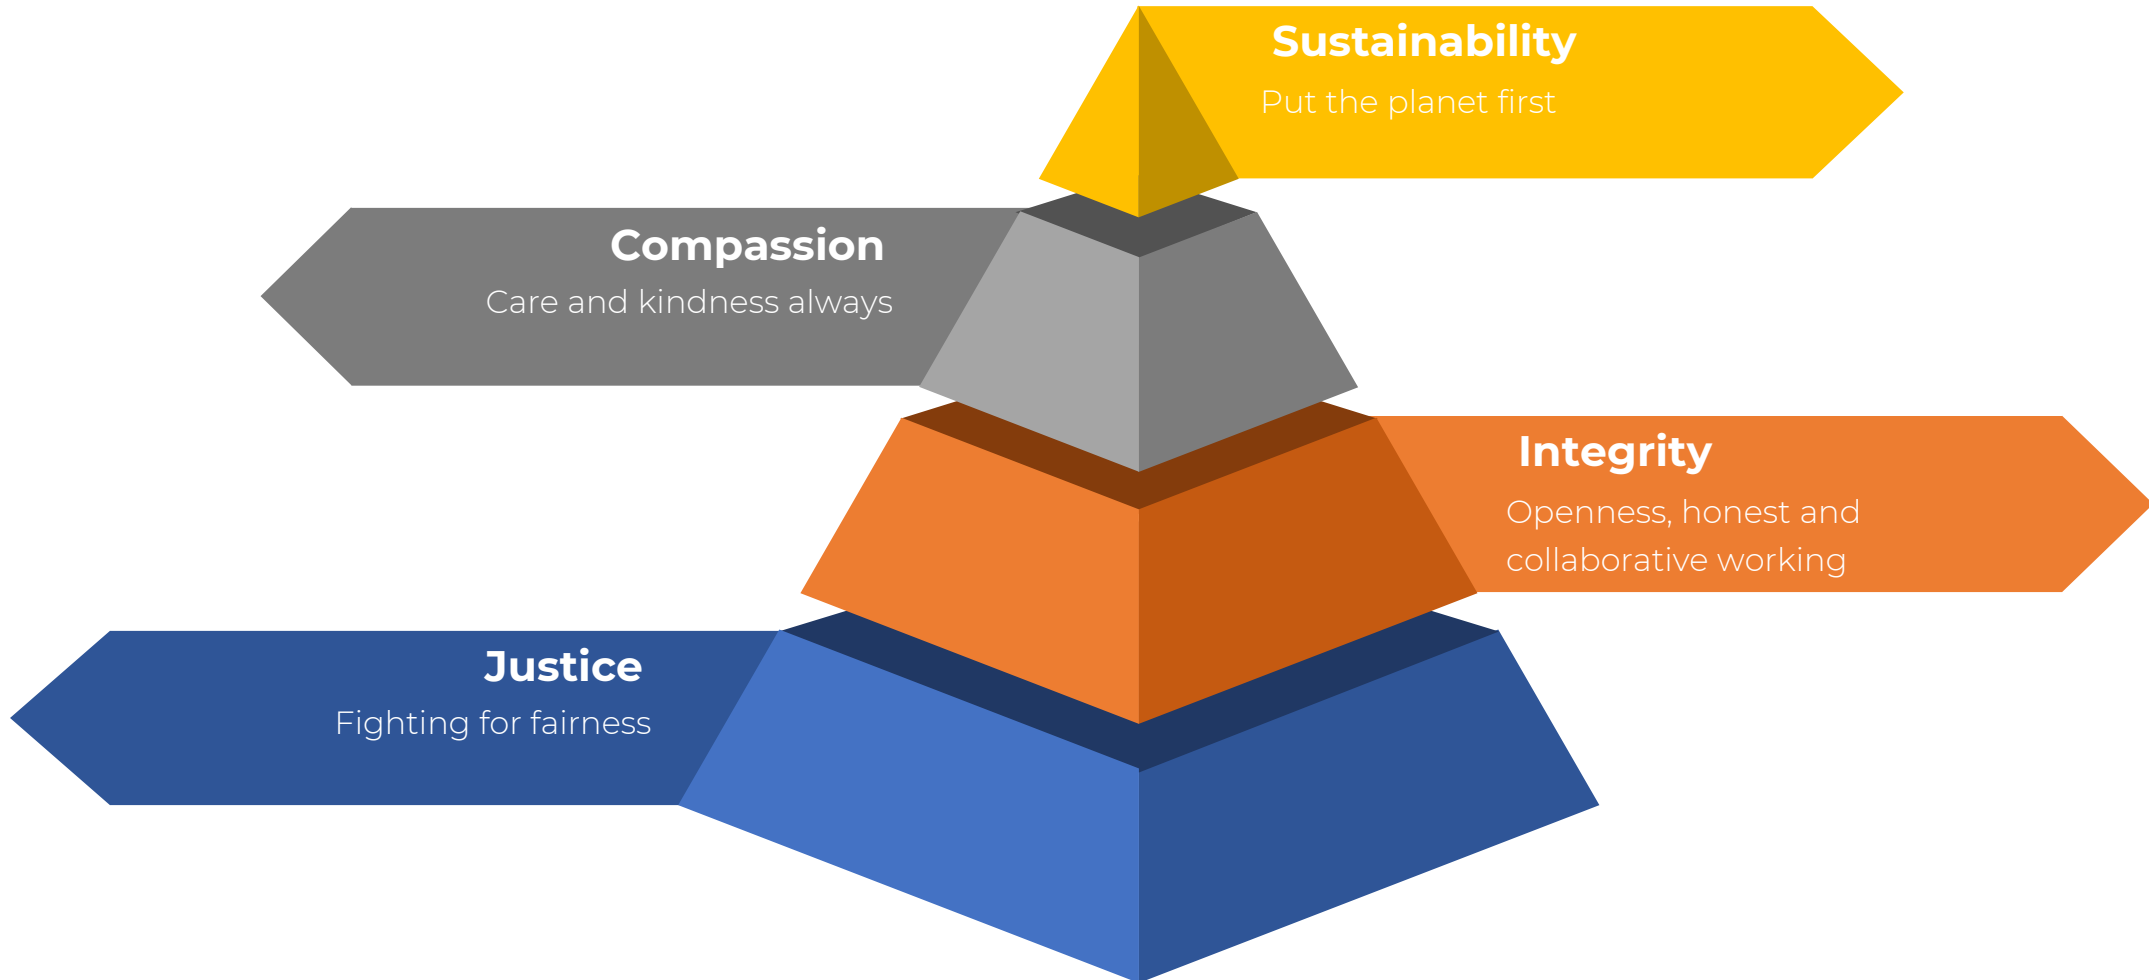 Sustainability
Put the planet first
Compassion
Care and kindness always
Integrity
Openness, honest and
collaborative working
Justice
Fighting for fairness